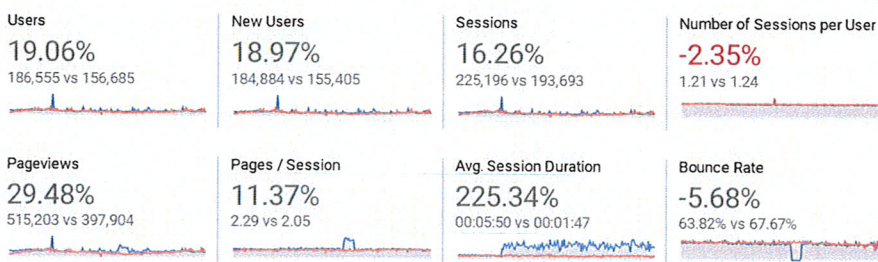 Users
19.06%
186,555 vs 156,685
New Users
18.97%
184,884 vs 155,405
Sessions
16.26%
225,196 vs 193,693
Number of Sessions per User
-2.35%
1.21 vs 1.24
Pageviews
29.48%
515,203 vs 397,904
Pages / Session
11.37%
2.29 vs 2.05
Avg. Session Duration
225.34%
00:05:50 vs 00:01:47
Bounce Rate
-5.68%
63.82% vs 67.67%